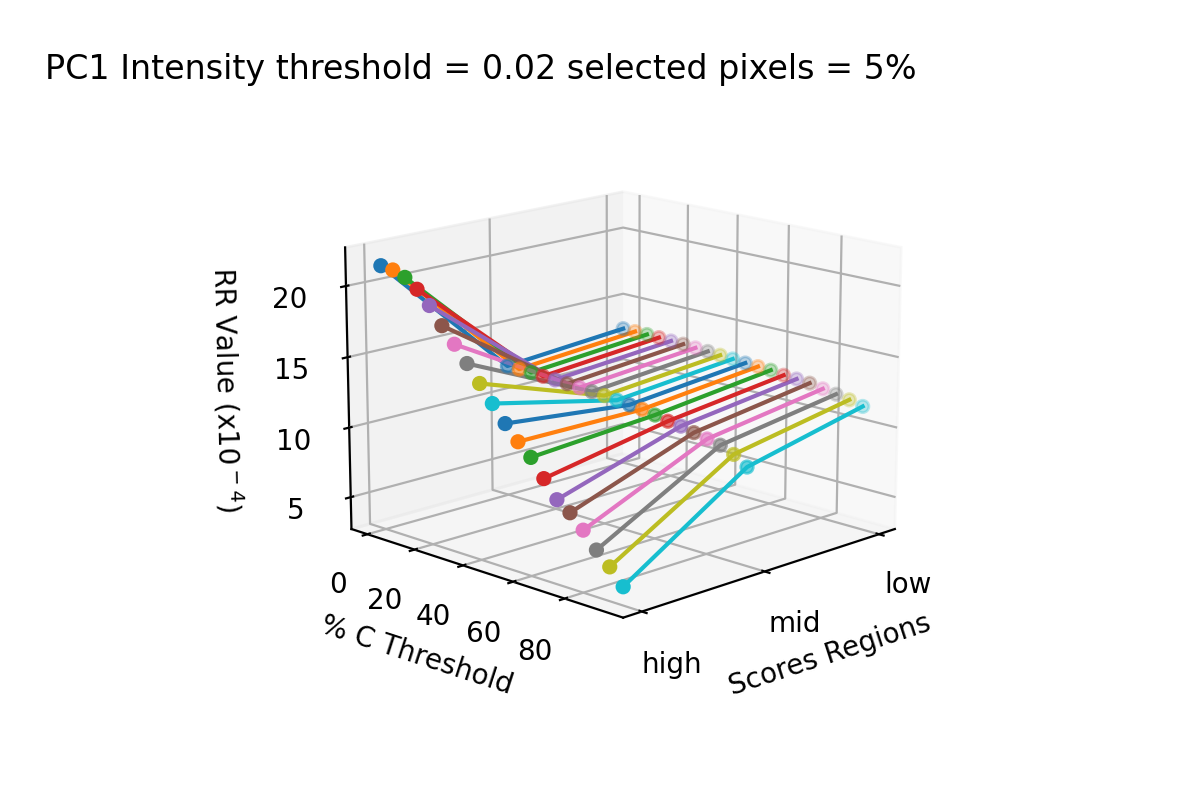 PC1 Intensity threshold = 0.02 selected pixels = 5%
RR Value (x10⁻⁴)
20
15
10
5
0
20
40
60
80
% C Threshold
high
mid
low
Scores Regions